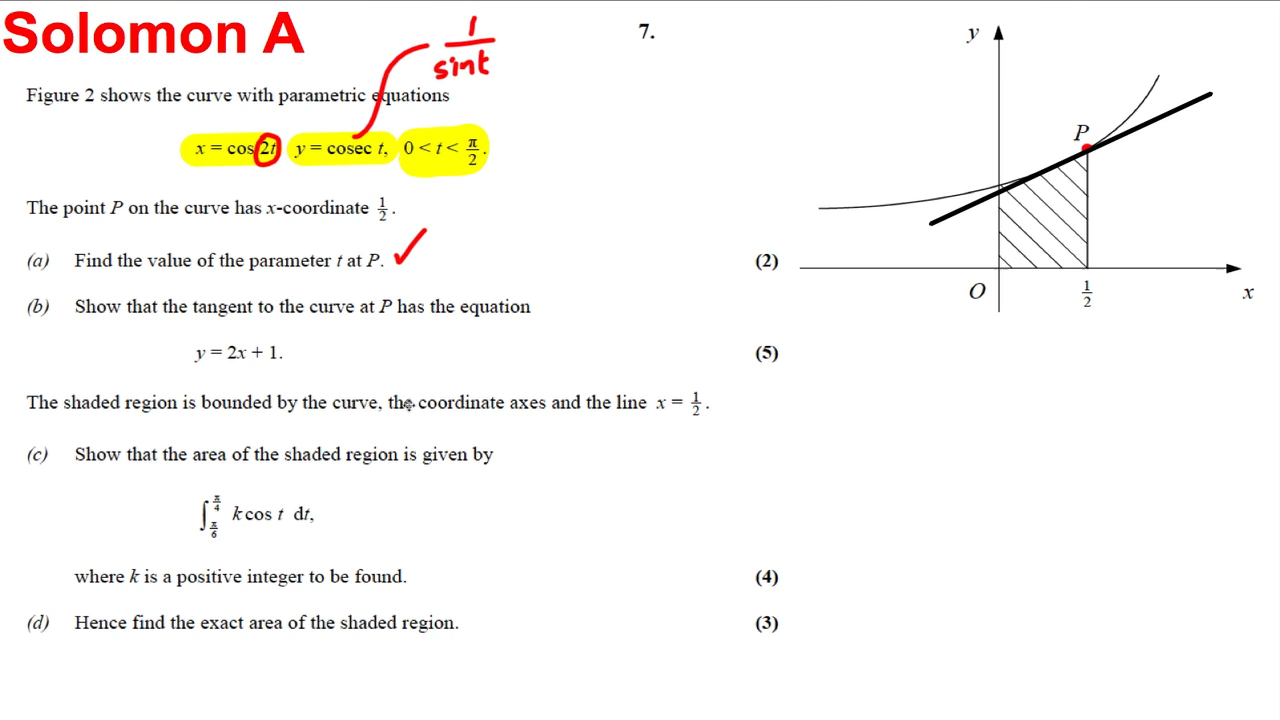 Solomon A
1
sint
7.
Figure 2 shows the curve with parametric equations
x = cos 2t, y = cosec t, 0 < t < π/2.
The point P on the curve has x-coordinate 1/2.
(a) Find the value of the parameter t at P. (2)
(b) Show that the tangent to the curve at P has the equation
y = 2x + 1. (5)
The shaded region is bounded by the curve, the coordinate axes and the line x = 1/2.
(c) Show that the area of the shaded region is given by
∫ π/4 π/6 k cos t dt,
where k is a positive integer to be found. (4)
(d) Hence find the exact area of the shaded region. (3)
y
P
O
1/2
x